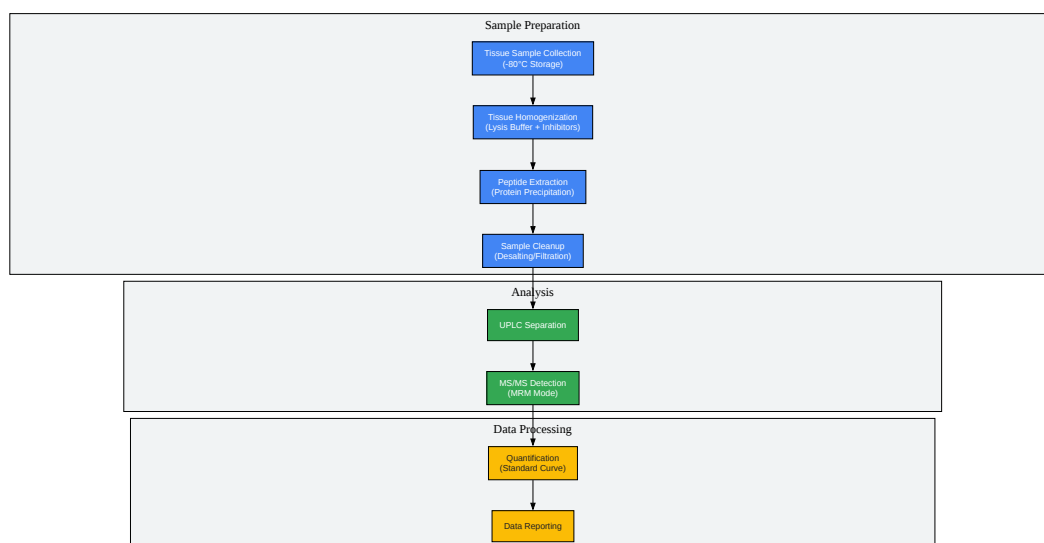 Sample Preparation
Tissue Sample Collection
(-80°C Storage)
Tissue Homogenization
(Lysis Buffer + Inhibitors)
Peptide Extraction
(Protein Precipitation)
Sample Cleanup
(Desalting/Filtration)
Analysis
UPLC Separation
MS/MS Detection
(MRM Mode)
Data Processing
Quantification
(Standard Curve)
Data Reporting